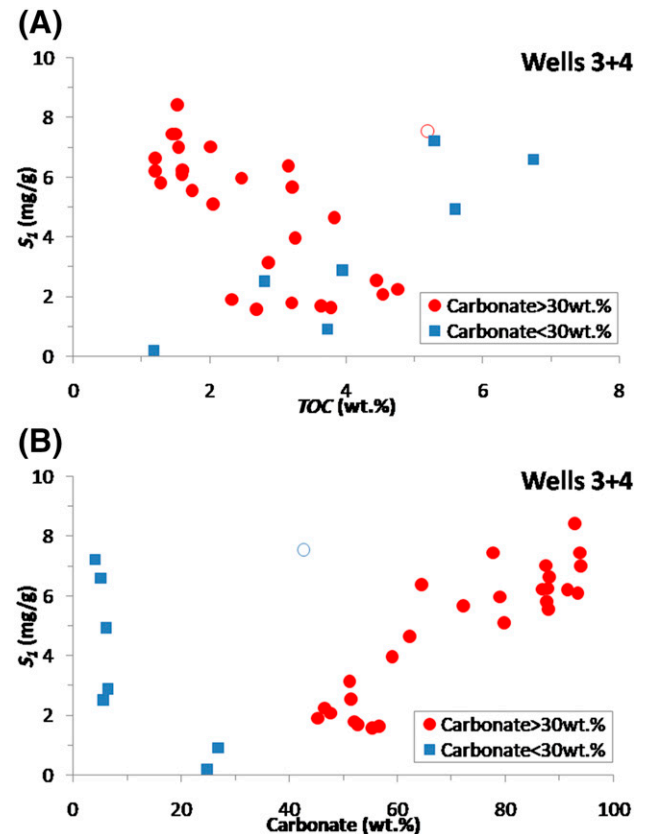 (A)
Wells 3+4
10
8
6
4
2
0
S1 (mg/g)
Carbonate>30wt.%
Carbonate<30wt.%
0 2 4 6 8
TOC (wt.%)
(B)
Wells 3+4
10
8
6
4
2
0
S1 (mg/g)
Carbonate>30wt.%
Carbonate<30wt.%
0 20 40 60 80 100
Carbonate (wt.%)